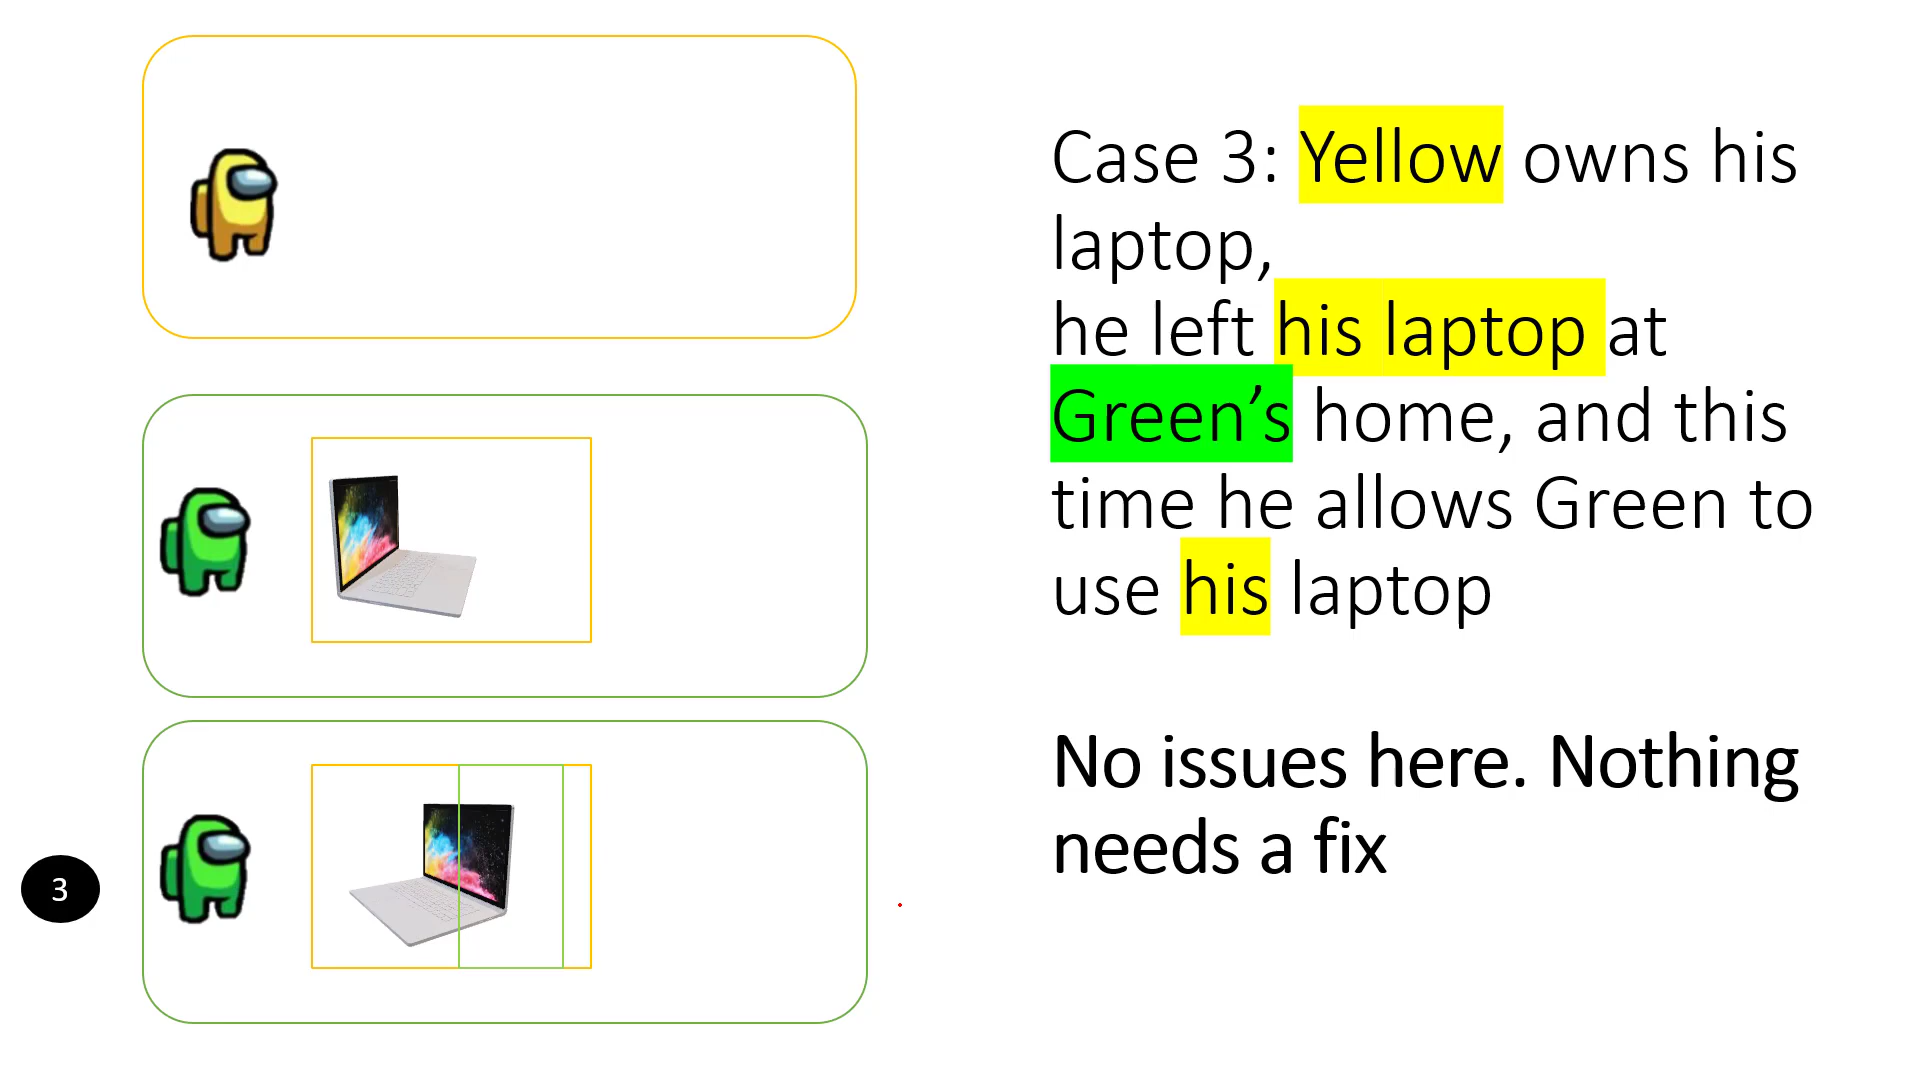 Case 3: Yellow owns his
laptop,
he left his laptop at
Green’s home, and this
time he allows Green to
use his laptop
No issues here. Nothing
needs a fix
3